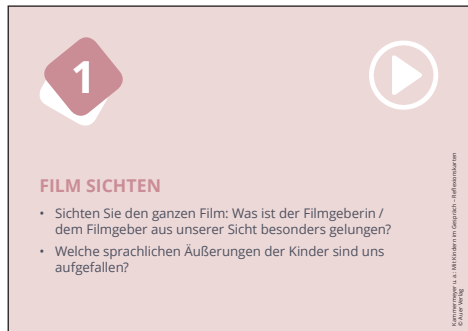 1
FILM SICHTEN
• Sichten Sie den ganzen Film: Was ist der Filmgeberin /
dem Filmgeber aus unserer Sicht besonders gelungen?
• Welche sprachlichen Äußerungen der Kinder sind uns
aufgefallen?
Kammermeyer u. a.: Mit Kindern im Gespräch – Reflexionskarten
© Auer Verlag